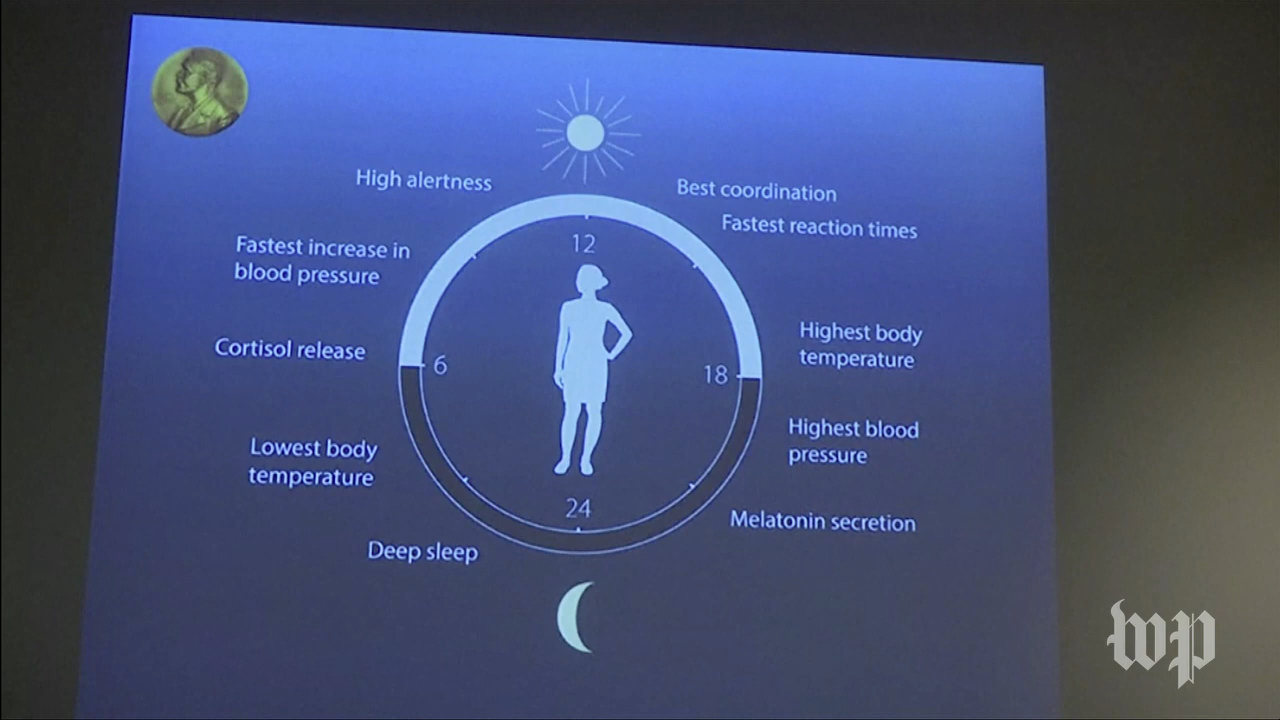 High alertness
Best coordination
Fastest reaction times
Fastest increase in
blood pressure
12
Highest body
temperature
Cortisol release
6
18
Highest blood
pressure
Lowest body
temperature
24
Melatonin secretion
Deep sleep
wp